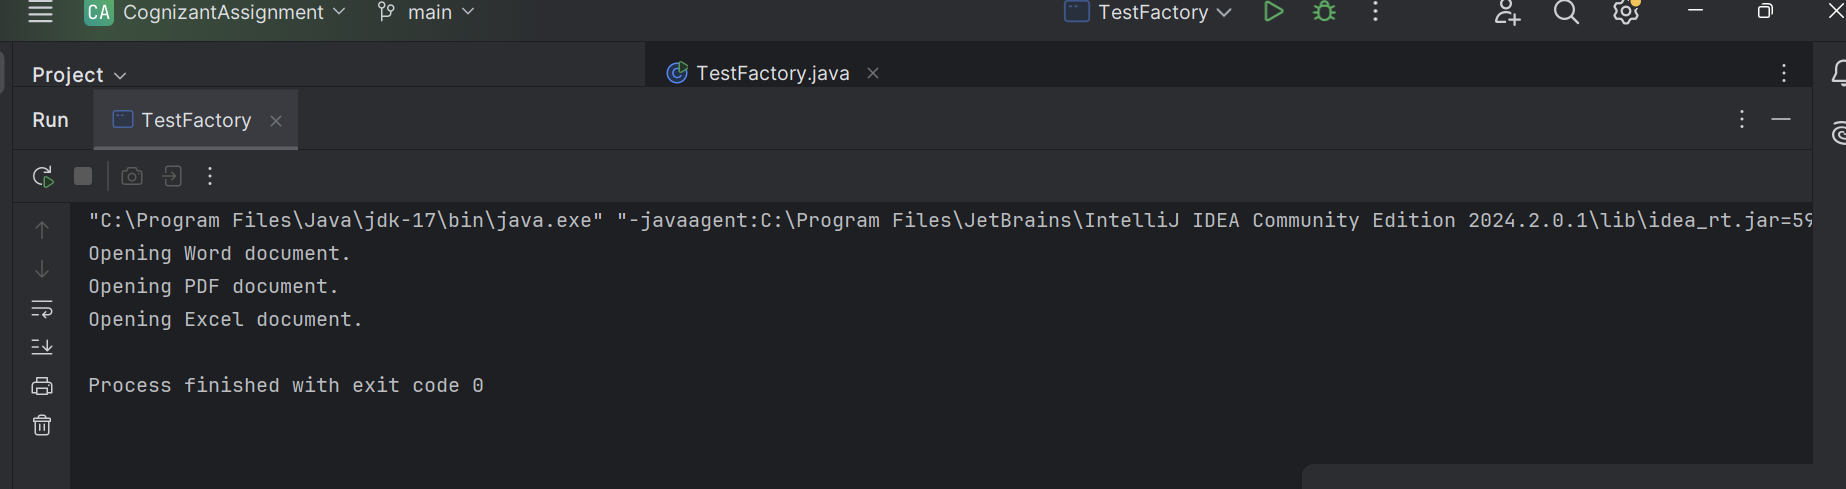 CA CognizantAssignment main TestFactory
Project TestFactory.java
Run TestFactory
"C:\Program Files\Java\jdk-17\bin\java.exe" "-javaagent:C:\Program Files\JetBrains\IntelliJ IDEA Community Edition 2024.2.0.1\lib\idea_rt.jar=59
Opening Word document.
Opening PDF document.
Opening Excel document.
Process finished with exit code 0